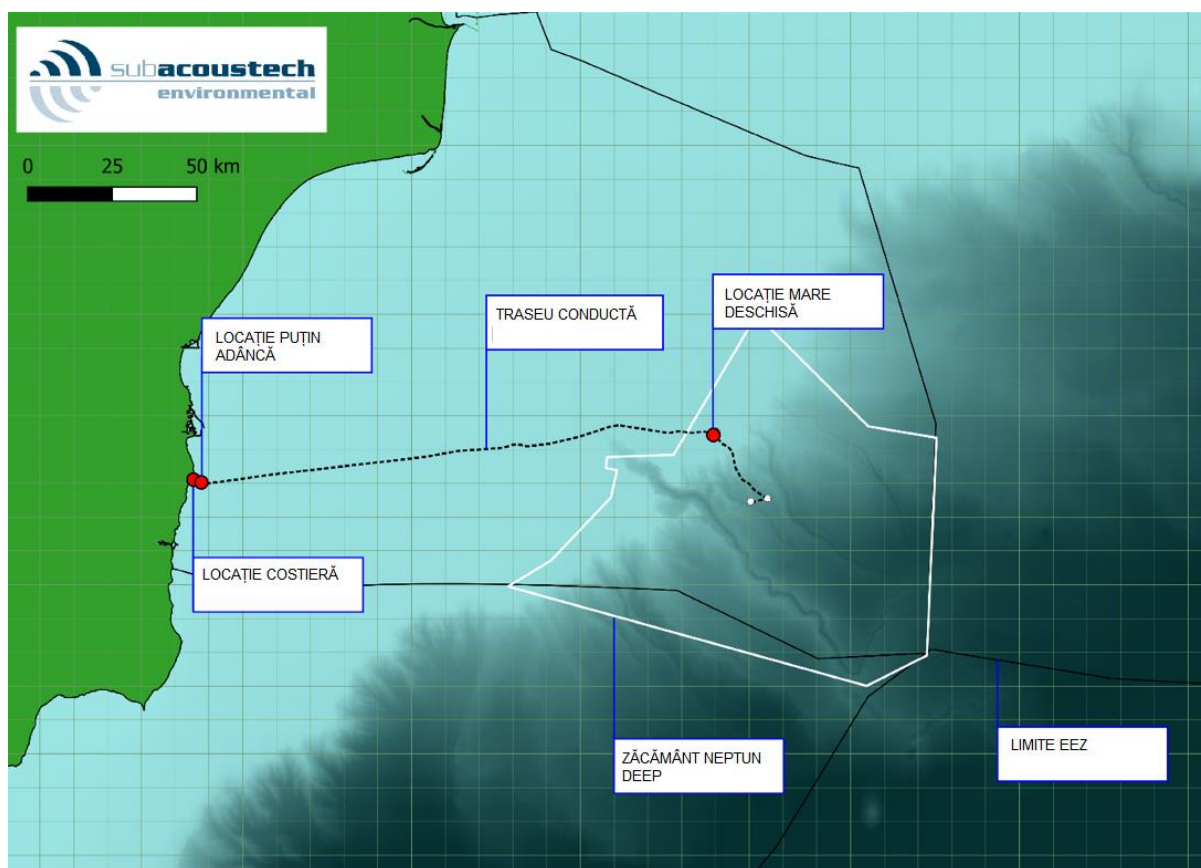 subacoustech
environmental
0 25 50 km
LOCAȚIE MARE
DESCHISĂ
TRASEU CONDUCTĂ
LOCAȚIE PUȚIN
ADÂNCĂ
LOCAȚIE COSTIERĂ
ZĂCĂMÂNT NEPTUN
DEEP
LIMITE EEZ